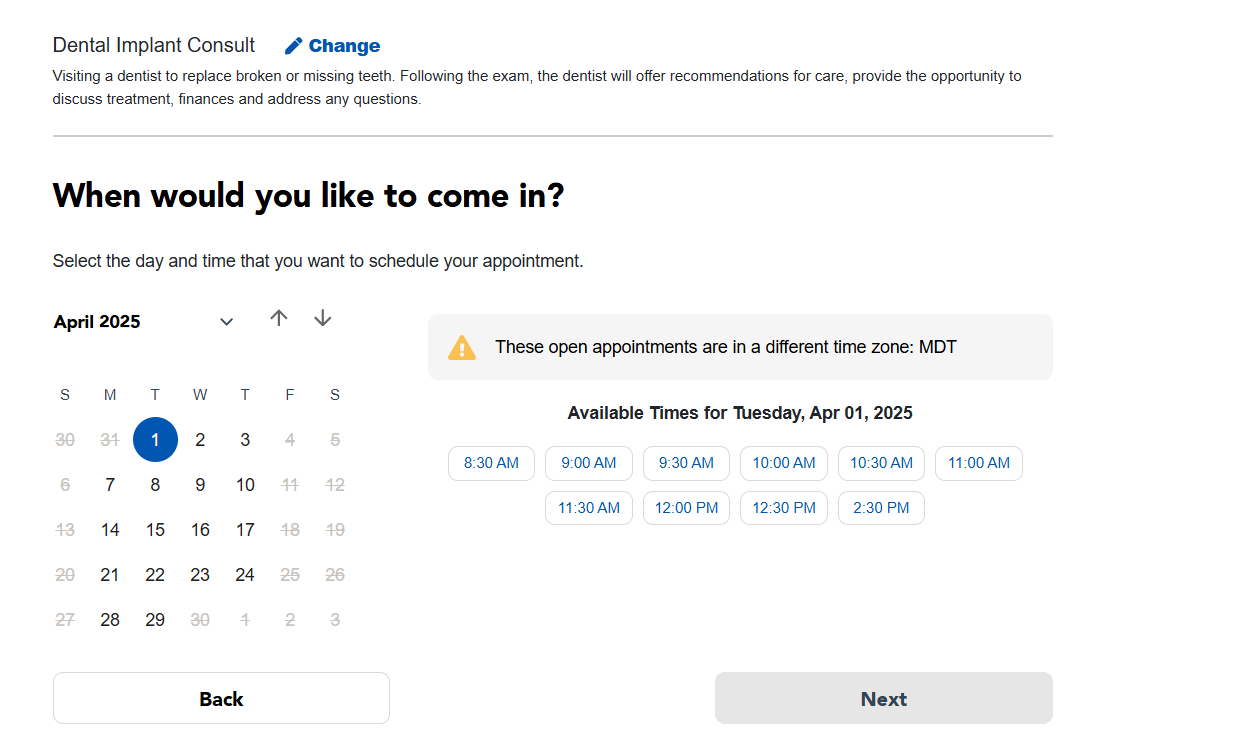 Dental Implant Consult Change
Visiting a dentist to replace broken or missing teeth. Following the exam, the dentist will offer recommendations for care, provide the opportunity to
discuss treatment, finances and address any questions.
When would you like to come in?
Select the day and time that you want to schedule your appointment.
April 2025
S M T W T F S
30 31 1 2 3 4 5
6 7 8 9 10 11 12
13 14 15 16 17 18 19
20 21 22 23 24 25 26
27 28 29 30 1 2 3
These open appointments are in a different time zone: MDT
Available Times for Tuesday, Apr 01, 2025
8:30 AM 9:00 AM 9:30 AM 10:00 AM 10:30 AM 11:00 AM
11:30 AM 12:00 PM 12:30 PM 2:30 PM
Back Next